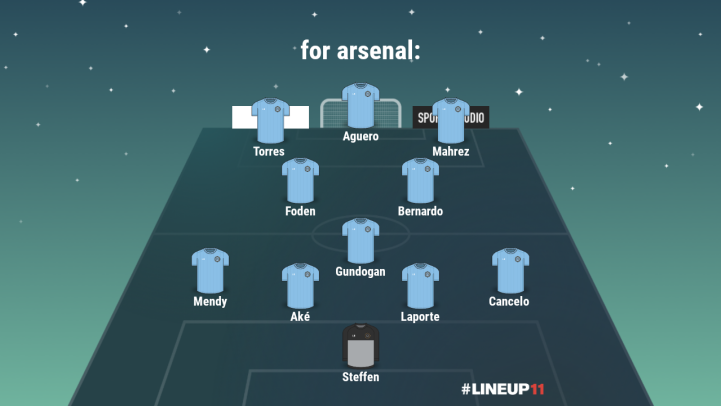 for arsenal:
Torres
Aguero
Mahrez
Foden
Bernardo
Gundogan
Mendy
Aké
Laporte
Cancelo
Steffen
#LINEUP11